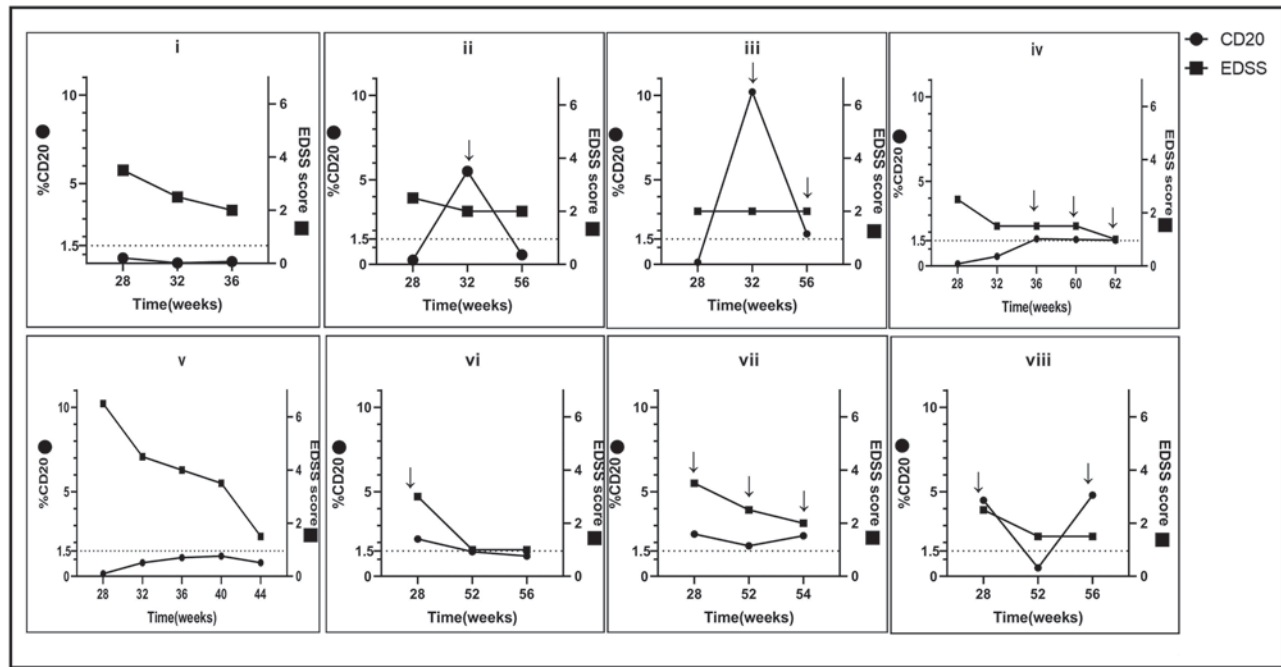 i
%CD20
10
5
1.5
0
6
4
2
0
EDSS score
28 32 36
Time(weeks)
ii
%CD20
10
5
1.5
0
6
4
2
0
EDSS score
28 32 56
Time(weeks)
iii
%CD20
10
5
1.5
0
6
4
2
0
EDSS score
28 32 56
Time(weeks)
iv
%CD20
10
5
1.5
0
6
4
2
0
EDSS score
28 32 36 60 62
Time(weeks)
CD20
EDSS
v
%CD20
10
5
1.5
0
6
4
2
0
EDSS score
28 32 36 40 44
Time(weeks)
vi
%CD20
10
5
1.5
0
6
4
2
0
EDSS score
28 52 56
Time(weeks)
vii
%CD20
10
5
1.5
0
6
4
2
0
EDSS score
28 52 54
Time(weeks)
viii
%CD20
10
5
1.5
0
6
4
2
0
EDSS score
28 52 56
Time(weeks)